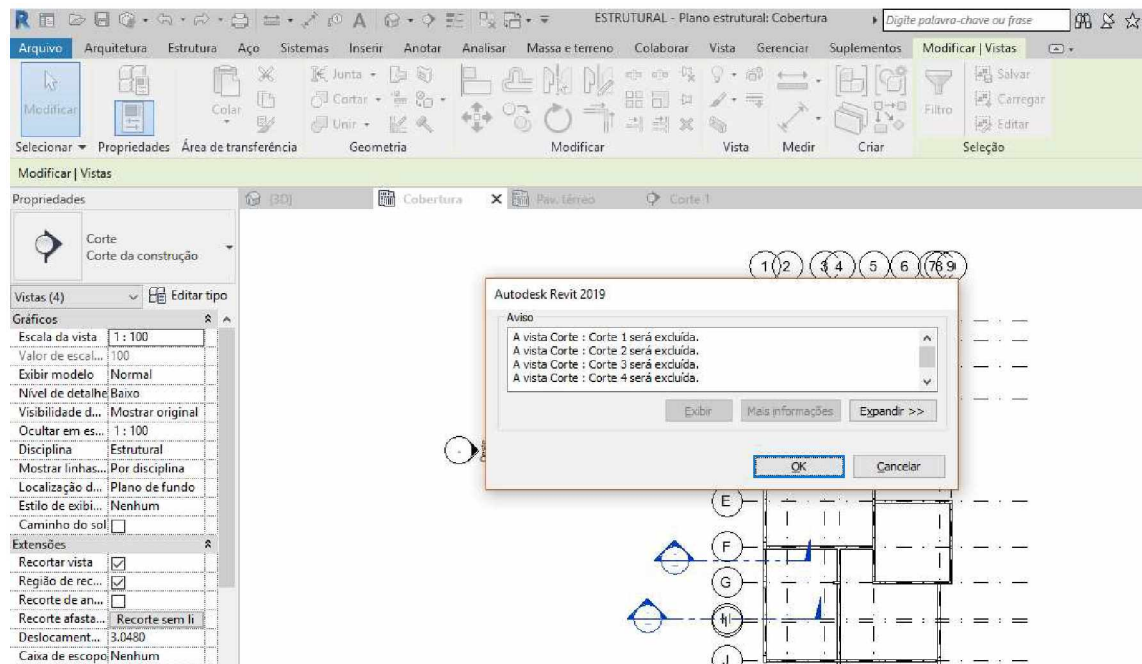 ESTRUTURAL - Plano estrutural: Cobertura
Digite palavra-chave ou frase
Arquivo Arquitetura Estrutura Aço Sistemas Inserir Anotar Analisar Massa e terreno Colaborar Vista Gerenciar Suplementos Modificar | Vistas
Modificar
Colar
Junta
Cortar
Unir
Filtro
Salvar
Carregar
Editar
Selecionar Propriedades Área de transferência Geometria Modificar Vista Medir Criar Seleção
Modificar | Vistas
Propriedades
(3D) Cobertura Pav. térreo Corte 1
Corte
Corte da construção
Vistas (4) Editar tipo
Gráficos
Escala da vista 1 : 100
Valor de escal... 100
Exibir modelo Normal
Nível de detalhe Baixo
Visibilidade d... Mostrar original
Ocultar em es... 1 : 100
Disciplina Estrutural
Mostrar linhas... Por disciplina
Localização d... Plano de fundo
Estilo de exibi... Nenhum
Caminho do sol
Extensões
Recortar vista
Região de rec...
Recorte de an...
Recorte afasta... Recorte sem li
Deslocament... 3.0480
Caixa de escopo Nenhum
1 2 3 4 5 6 7 8 9
Autodesk Revit 2019
Aviso
A vista Corte : Corte 1 será excluída.
A vista Corte : Corte 2 será excluída.
A vista Corte : Corte 3 será excluída.
A vista Corte : Corte 4 será excluída.
Exibir Mais informações Expandir >>
OK Cancelar
E
F
G
J